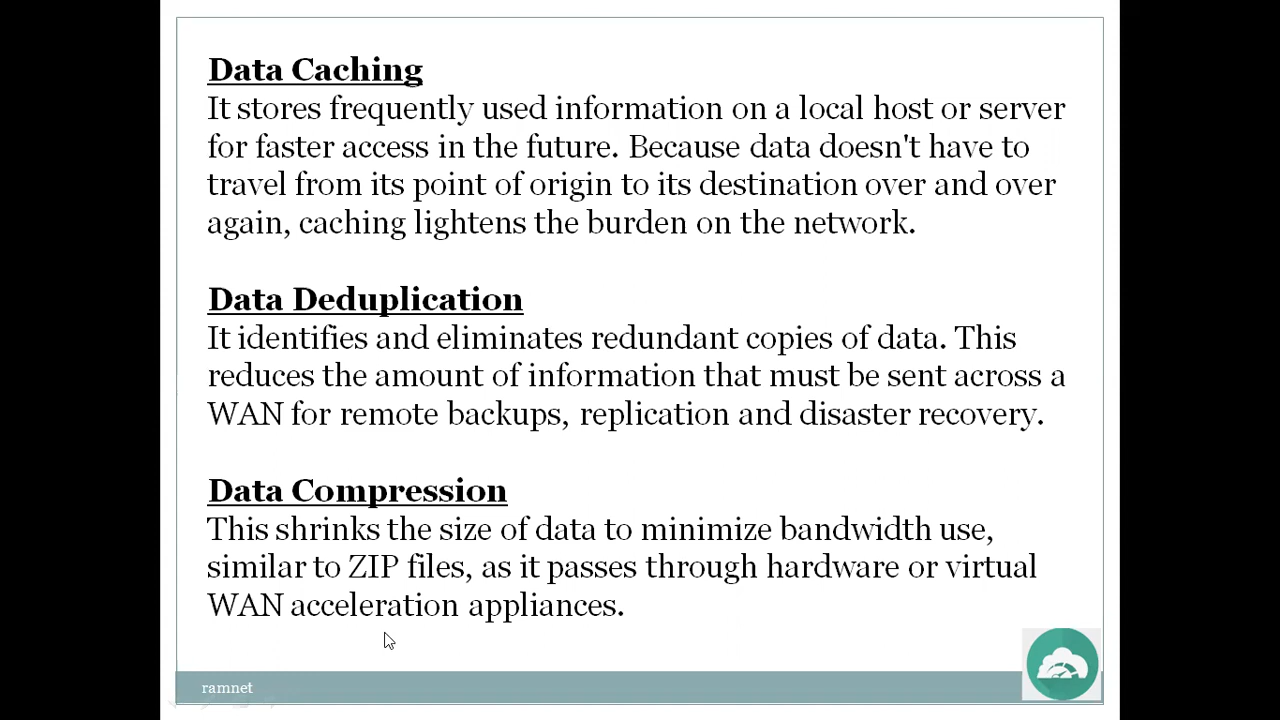 Data Caching
It stores frequently used information on a local host or server
for faster access in the future. Because data doesn't have to
travel from its point of origin to its destination over and over
again, caching lightens the burden on the network.
Data Deduplication
It identifies and eliminates redundant copies of data. This
reduces the amount of information that must be sent across a
WAN for remote backups, replication and disaster recovery.
Data Compression
This shrinks the size of data to minimize bandwidth use,
similar to ZIP files, as it passes through hardware or virtual
WAN acceleration appliances.
ramnet